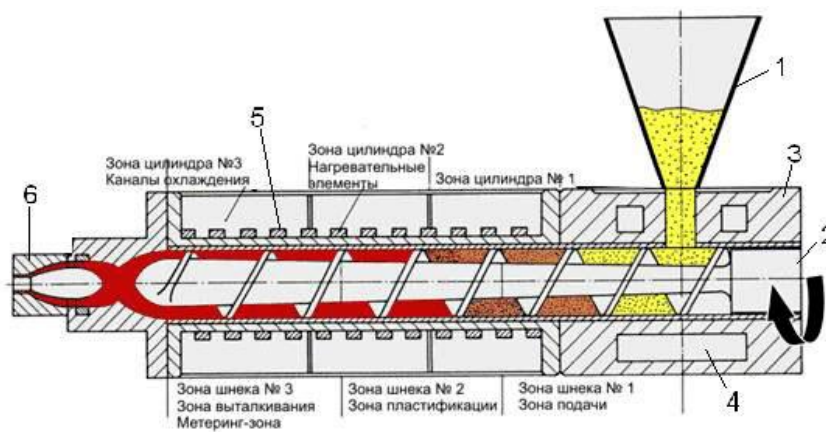 1
5
Зона цилиндра №3
Каналы охлаждения
Зона цилиндра №2
Нагревательные
элементы
Зона цилиндра № 1
3
6
2
4
Зона шнека № 3
Зона выталкивания
Метеринг-зона
Зона шнека № 2
Зона пластификации
Зона шнека № 1
Зона подачи